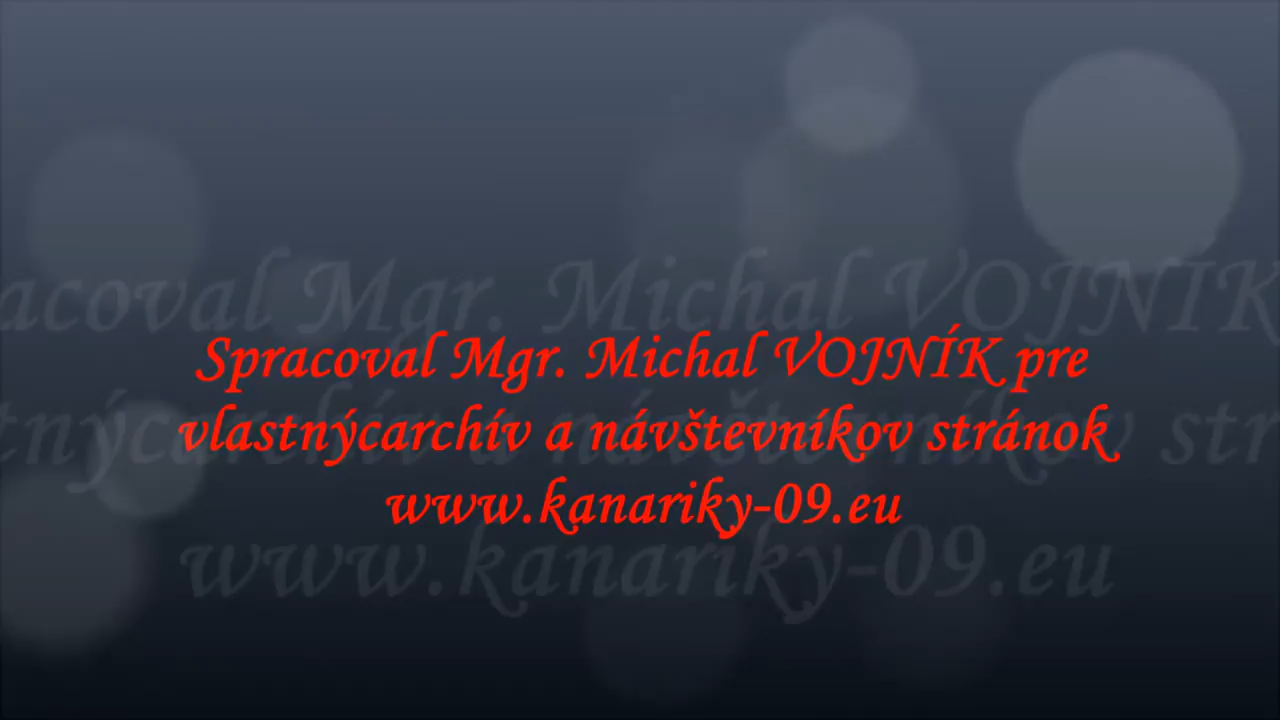 Spracoval Mgr. Michal VOJNÍK pre
vlastnýcarchív a návštevníkov stránok
www.kanariky-09.eu